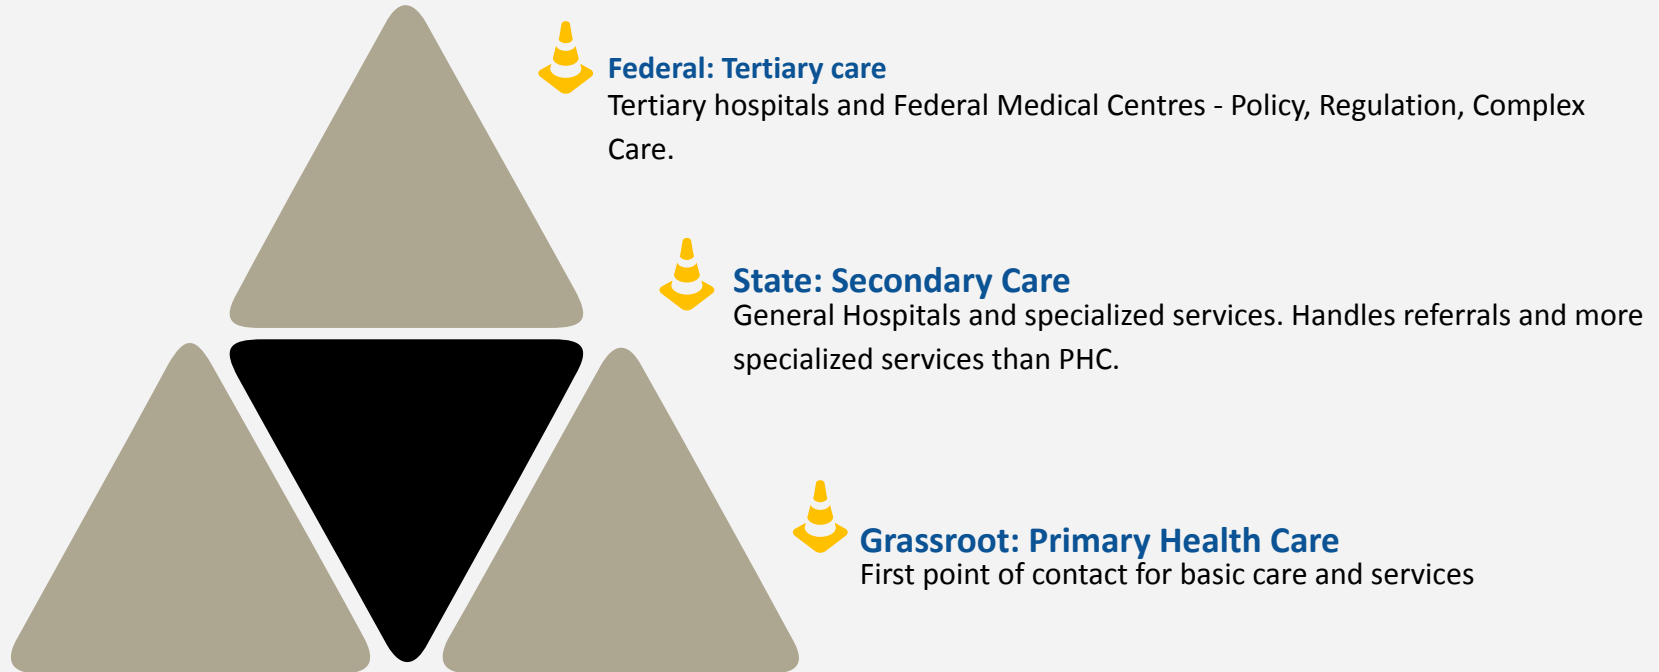 Federal: Tertiary care
Tertiary hospitals and Federal Medical Centres - Policy, Regulation, Complex
Care.
State: Secondary Care
General Hospitals and specialized services. Handles referrals and more
specialized services than PHC.
Grassroot: Primary Health Care
First point of contact for basic care and services